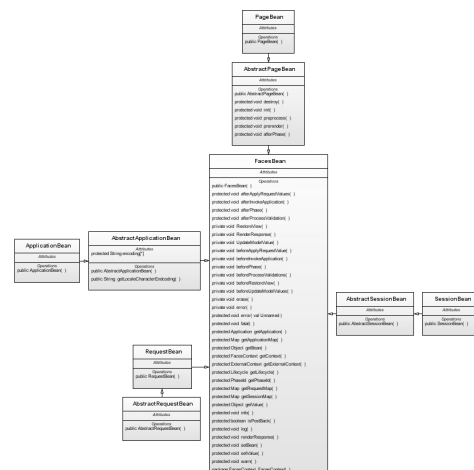 PageBean
Attributes
Operations
public PageBean( )
AbstractPageBean
Attributes
Operations
public AbstractPageBean( )
protected void destroy( )
protected void init( )
protected void preprocess( )
protected void prerender( )
protected void afterPhase( )
FacesBean
Attributes
Operations
public FacesBean( )
protected void afterApplyRequestValues( )
protected void afterInvokeApplication( )
protected void afterPhase( )
protected void afterProcessValidation( )
private void RestoreView( )
private void RenderResponse( )
private void UpdateModelValue( )
private void beforeApplyRequestValue( )
private void beforeInvokeApplication( )
private void beforePhase( )
private void beforeProcessValidations( )
private void beforeRestoreView( )
private void beforeUpdateModelValues( )
private void erase( )
private void error( )
protected void error( val Unnamed )
protected void fatal( )
protected Application getApplication( )
protected Map getApplicationMap( )
protected Object getBean( )
protected FacesContext getContext( )
protected ExternalContext getExternalContext( )
protected Lifecycle getLifecycle( )
protected PhaseId getPhaseId( )
protected Map getRequestMap( )
protected Map getSessionMap( )
protected Object getValue( )
protected void info( )
protected boolean isPostBack( )
protected void log( )
protected void renderResponse( )
protected void setBean( )
protected void setValue( )
protected void warn( )
package FacesContext FacesContext( )
ApplicationBean
Attributes
Operations
public ApplicationBean( )
AbstractApplicationBean
Attributes
protected String encoding[*]
Operations
public AbstractApplicationBean( )
public String getLocaleCharacterEncoding( )
AbstractSessionBean
Attributes
Operations
public AbstractSessionBean( )
SessionBean
Attributes
Operations
public SessionBean( )
RequestBean
Attributes
Operations
public RequestBean( )
AbstractRequestBean
Attributes
Operations
public AbstractRequestBean( )